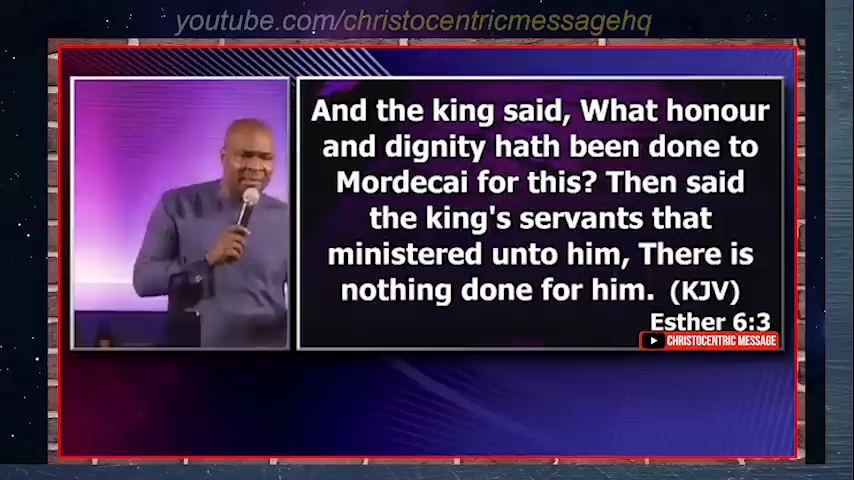 youtube.com/christocentricmessagehq
And the king said, What honour
and dignity hath been done to
Mordecai for this? Then said
the king's servants that
ministered unto him, There is
nothing done for him. (KJV)
Esther 6:3
CHRISTOCENTRIC MESSAGE